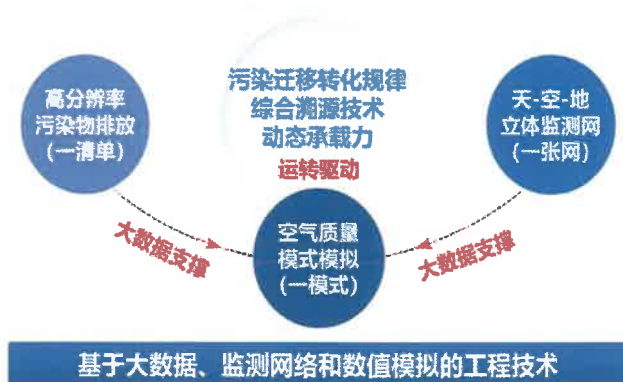 高分辨率
污染物排放
(一清单)
污染迁移转化规律
综合溯源技术
动态承载力
运转驱动
天-空-地
立体监测网
(一张网)
大数据支撑
空气质量
模式模拟
(一模式)
大数据支撑
基于大数据、监测网络和数值模拟的工程技术